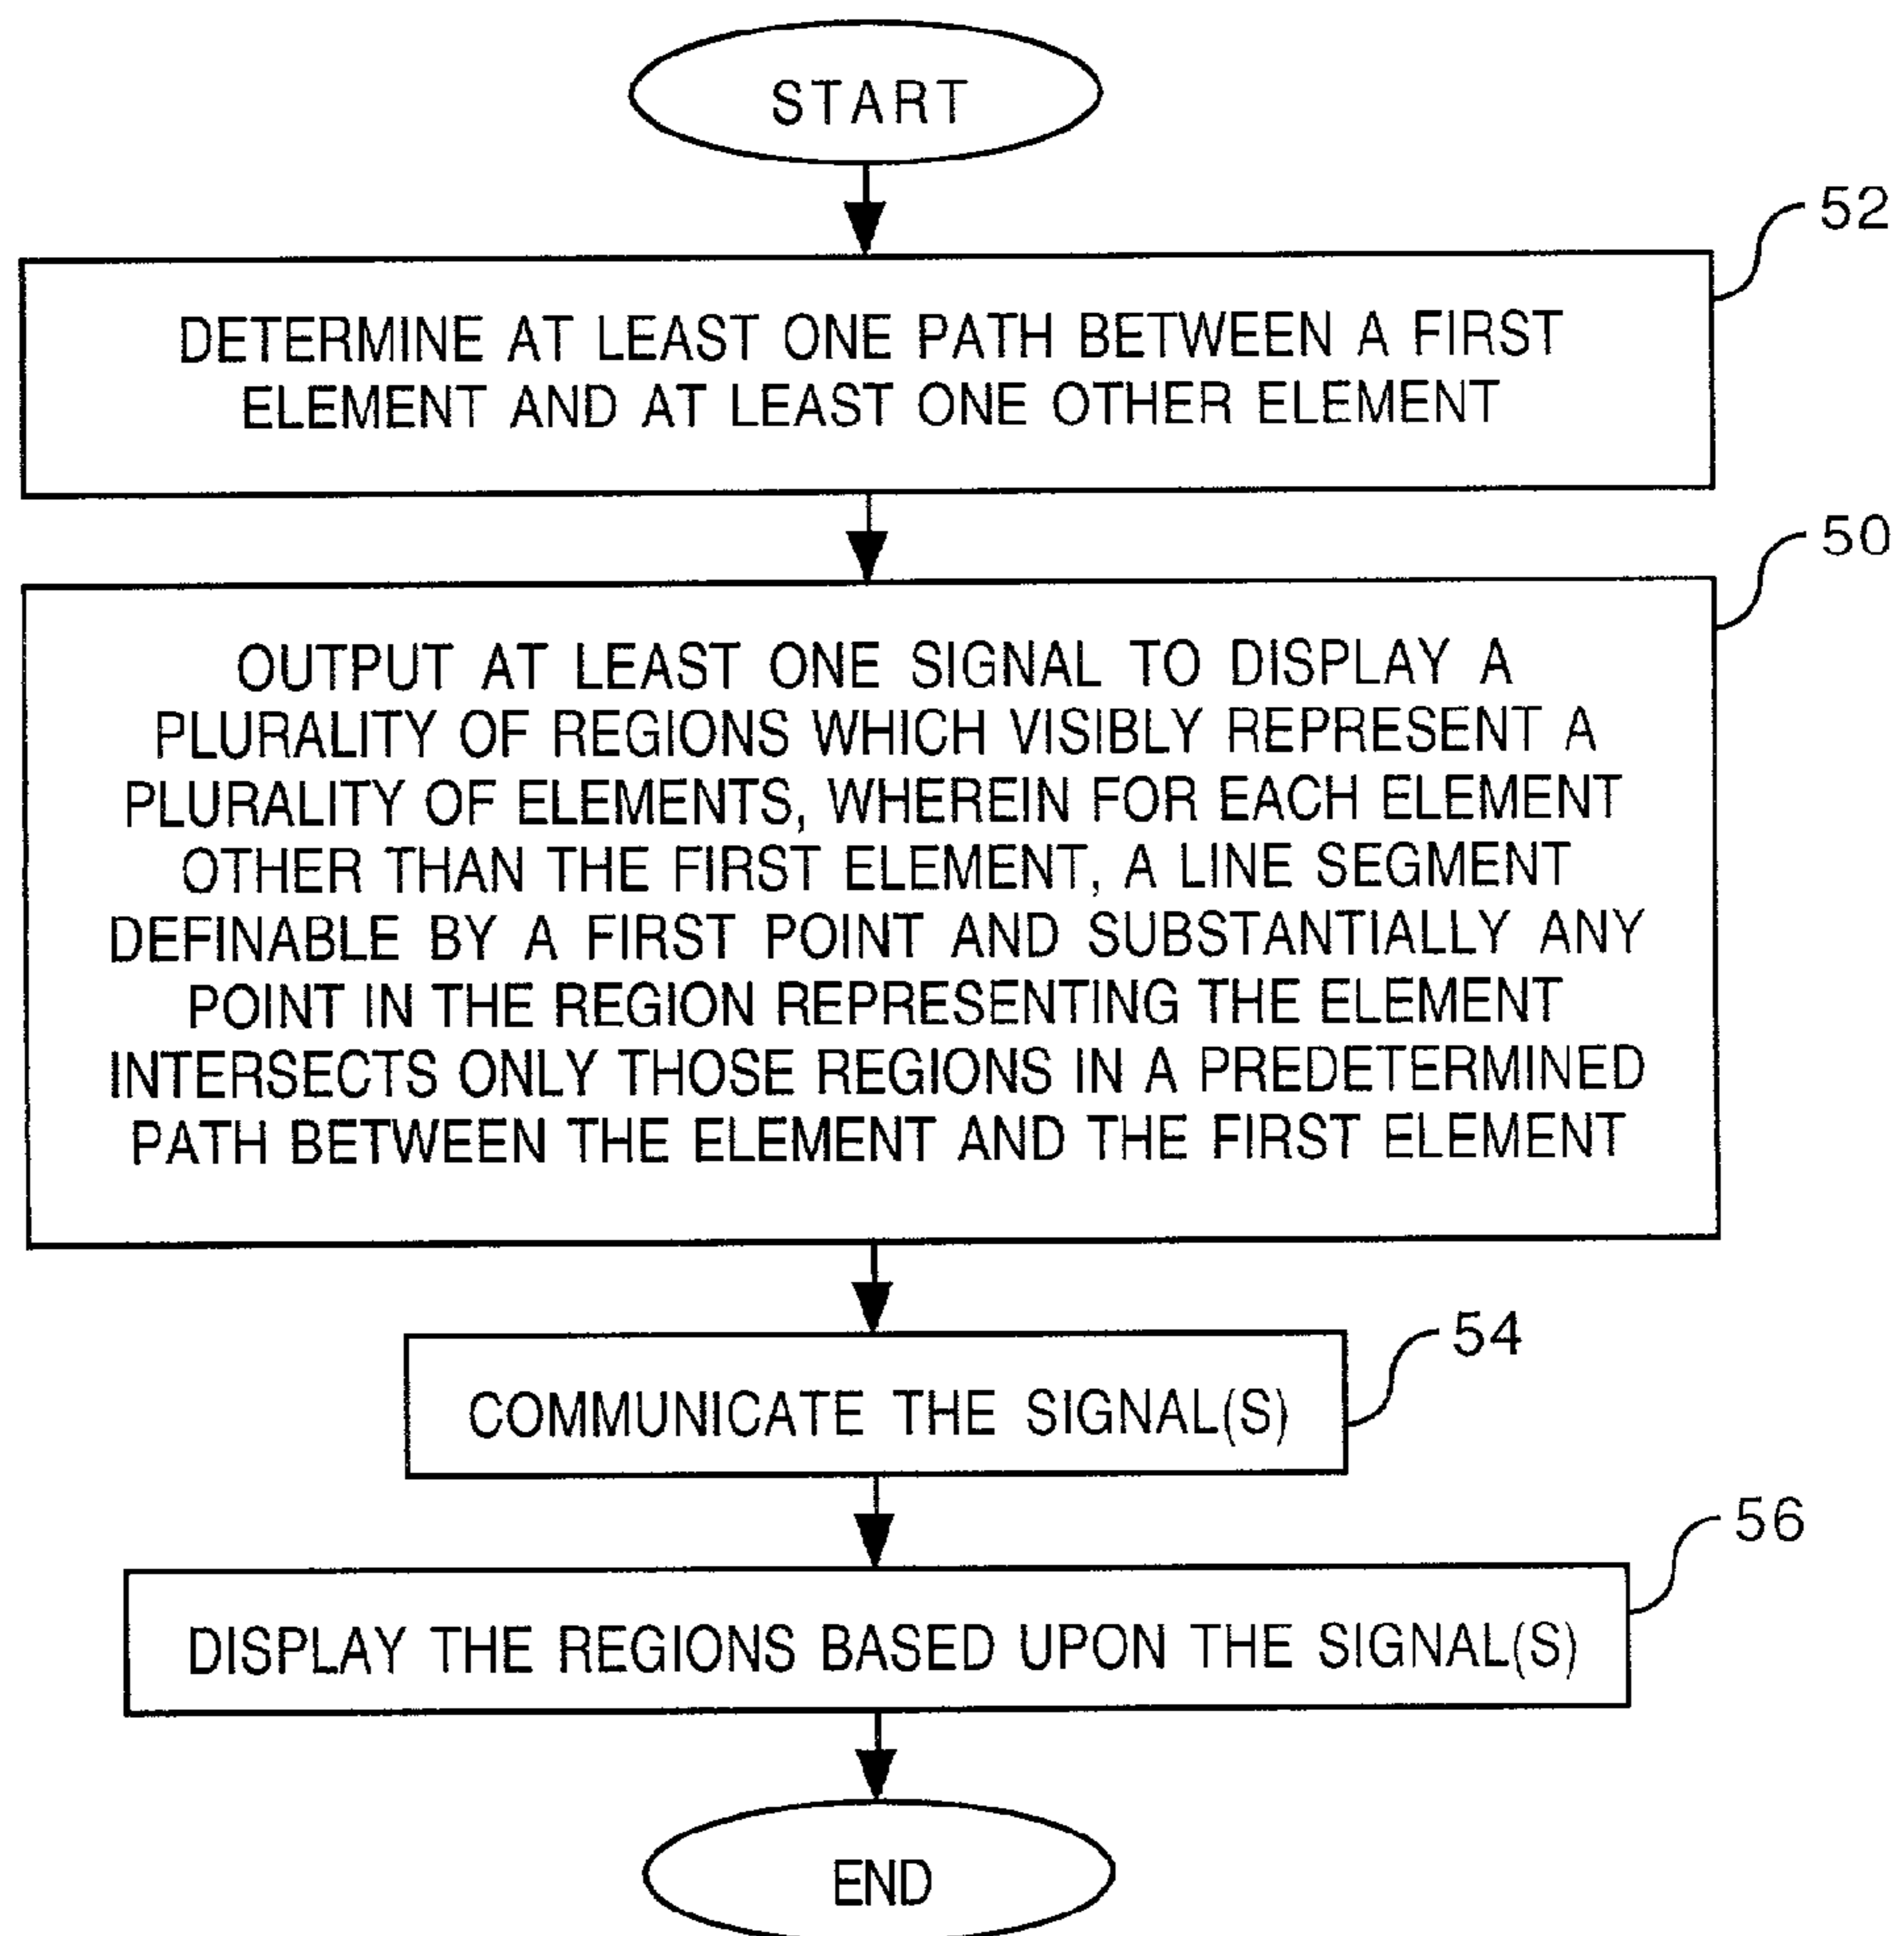 START
52
DETERMINE AT LEAST ONE PATH BETWEEN A FIRST
ELEMENT AND AT LEAST ONE OTHER ELEMENT
50
OUTPUT AT LEAST ONE SIGNAL TO DISPLAY A
PLURALITY OF REGIONS WHICH VISIBLY REPRESENT A
PLURALITY OF ELEMENTS, WHEREIN FOR EACH ELEMENT
OTHER THAN THE FIRST ELEMENT, A LINE SEGMENT
DEFINABLE BY A FIRST POINT AND SUBSTANTIALLY ANY
POINT IN THE REGION REPRESENTING THE ELEMENT
INTERSECTS ONLY THOSE REGIONS IN A PREDETERMINED
PATH BETWEEN THE ELEMENT AND THE FIRST ELEMENT
54
COMMUNICATE THE SIGNAL(S)
56
DISPLAY THE REGIONS BASED UPON THE SIGNAL(S)
END